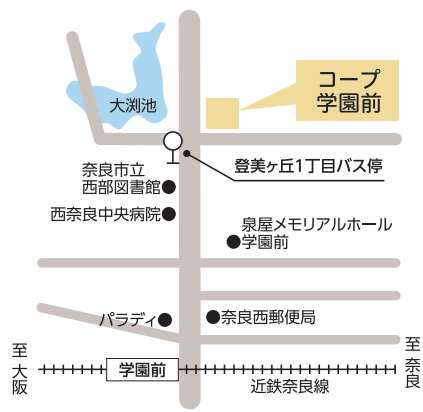 コープ
学園前
大渕池
登美ヶ丘1丁目バス停
奈良市立
西部図書館
西奈良中央病院
泉屋メモリアルホール
学園前
パラディ
奈良西郵便局
至大阪
学園前
近鉄奈良線
至奈良